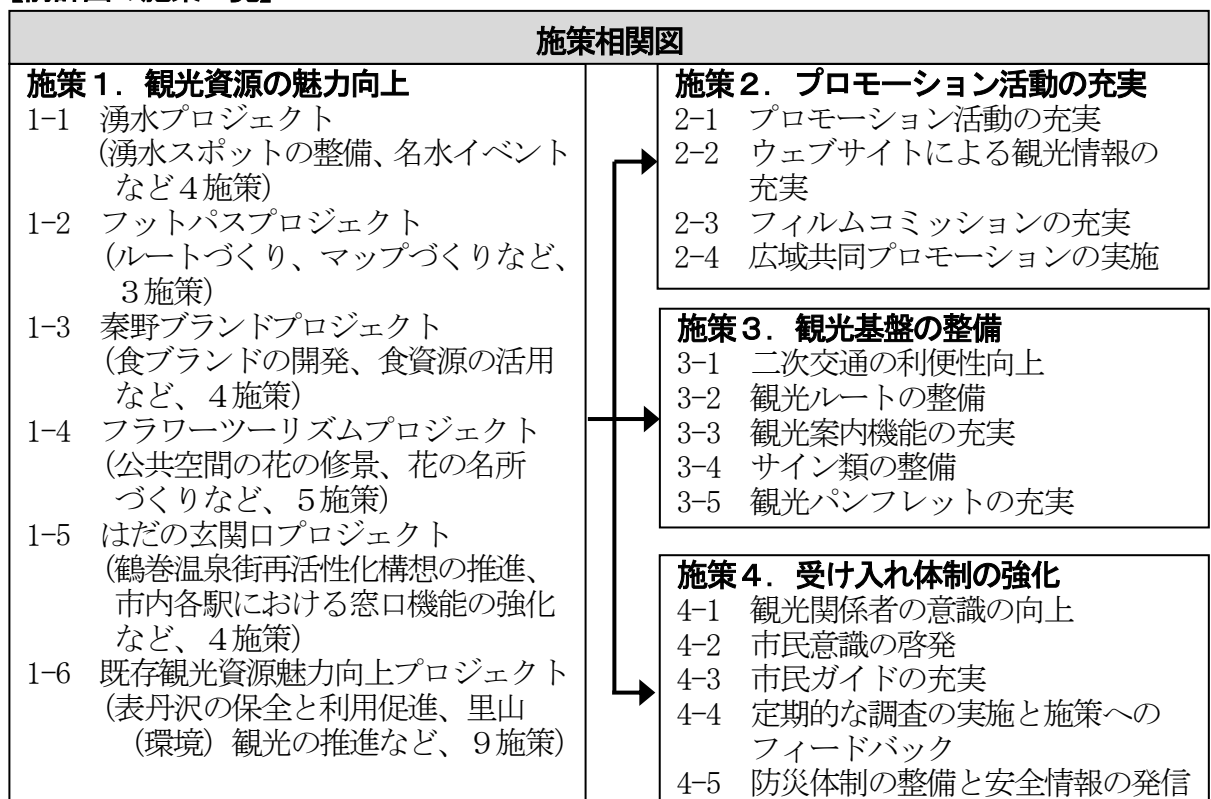 施策相関図
施策１．観光資源の魅力向上
1-1　湧水プロジェクト
(湧水スポットの整備、名水イベント
など４施策)
1-2　フットパスプロジェクト
(ルートづくり、マップづくりなど、
３施策)
1-3　秦野ブランドプロジェクト
(食ブランドの開発、食資源の活用
など、４施策)
1-4　フラワーツーリズムプロジェクト
(公共空間の花の修景、花の名所
づくりなど、５施策)
1-5　はだの玄関口プロジェクト
(鶴巻温泉街再活性化構想の推進、
市内各駅における窓口機能の強化
など、４施策)
1-6　既存観光資源魅力向上プロジェクト
(表丹沢の保全と利用促進、里山
（環境）観光の推進など、９施策)
施策２．プロモーション活動の充実
2-1　プロモーション活動の充実
2-2　ウェブサイトによる観光情報の
充実
2-3　フィルムコミッションの充実
2-4　広域共同プロモーションの実施
施策３．観光基盤の整備
3-1　二次交通の利便性向上
3-2　観光ルートの整備
3-3　観光案内機能の充実
3-4　サイン類の整備
3-5　観光パンフレットの充実
施策４．受け入れ体制の強化
4-1　観光関係者の意識の向上
4-2　市民意識の啓発
4-3　市民ガイドの充実
4-4　定期的な調査の実施と施策への
フィードバック
4-5　防災体制の整備と安全情報の発信